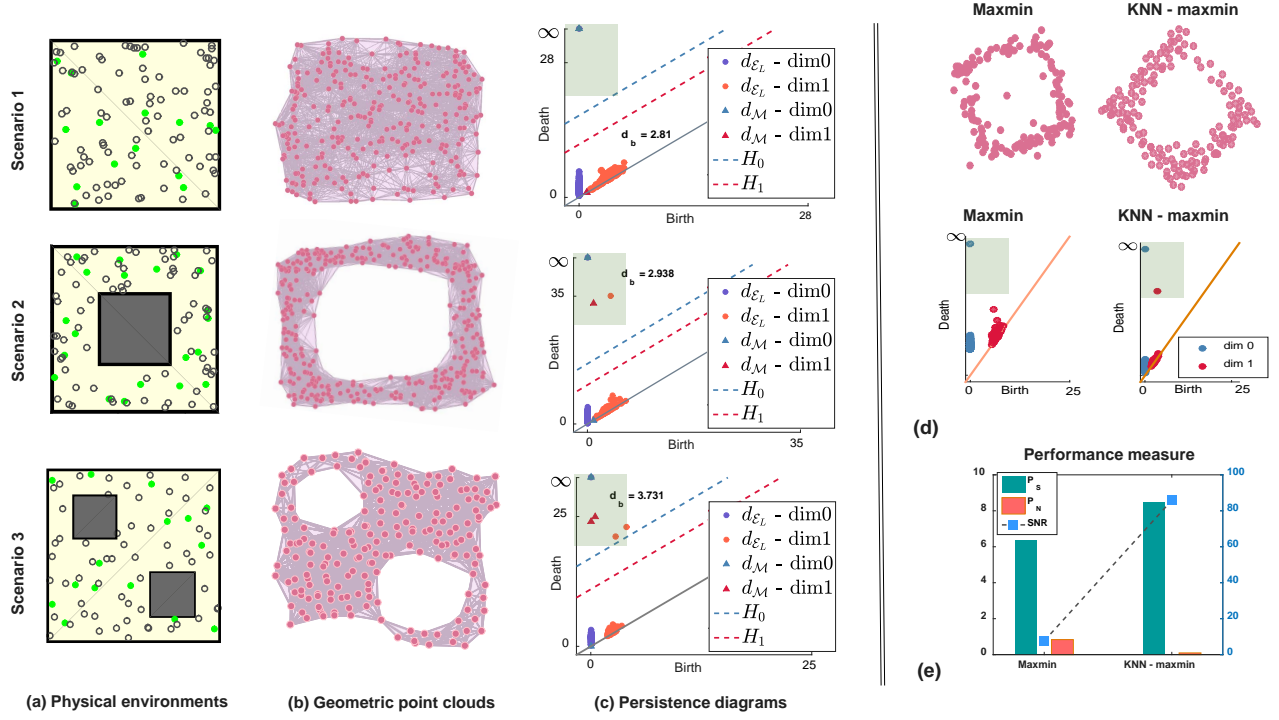 Scenario 1
∞
28
0
Death
d_b = 2.81
0
Birth
28
d_{ℰ_L} - dim0
d_{ℰ_L} - dim1
d_ℳ - dim0
d_ℳ - dim1
H_0
H_1
Scenario 2
∞
35
0
Death
d_b = 2.938
0
Birth
35
d_{ℰ_L} - dim0
d_{ℰ_L} - dim1
d_ℳ - dim0
d_ℳ - dim1
H_0
H_1
Scenario 3
∞
25
0
Death
d_b = 3.731
0
Birth
25
d_{ℰ_L} - dim0
d_{ℰ_L} - dim1
d_ℳ - dim0
d_ℳ - dim1
H_0
H_1
(a) Physical environments
(b) Geometric point clouds
(c) Persistence diagrams
Maxmin
KNN - maxmin
Maxmin
∞
Death
0
Birth
25
KNN - maxmin
∞
Death
0
Birth
25
dim 0
dim 1
(d)
Performance measure
10
8
6
4
2
0
P_S
P_N
SNR
100
80
60
40
20
0
Maxmin
KNN - maxmin
(e)